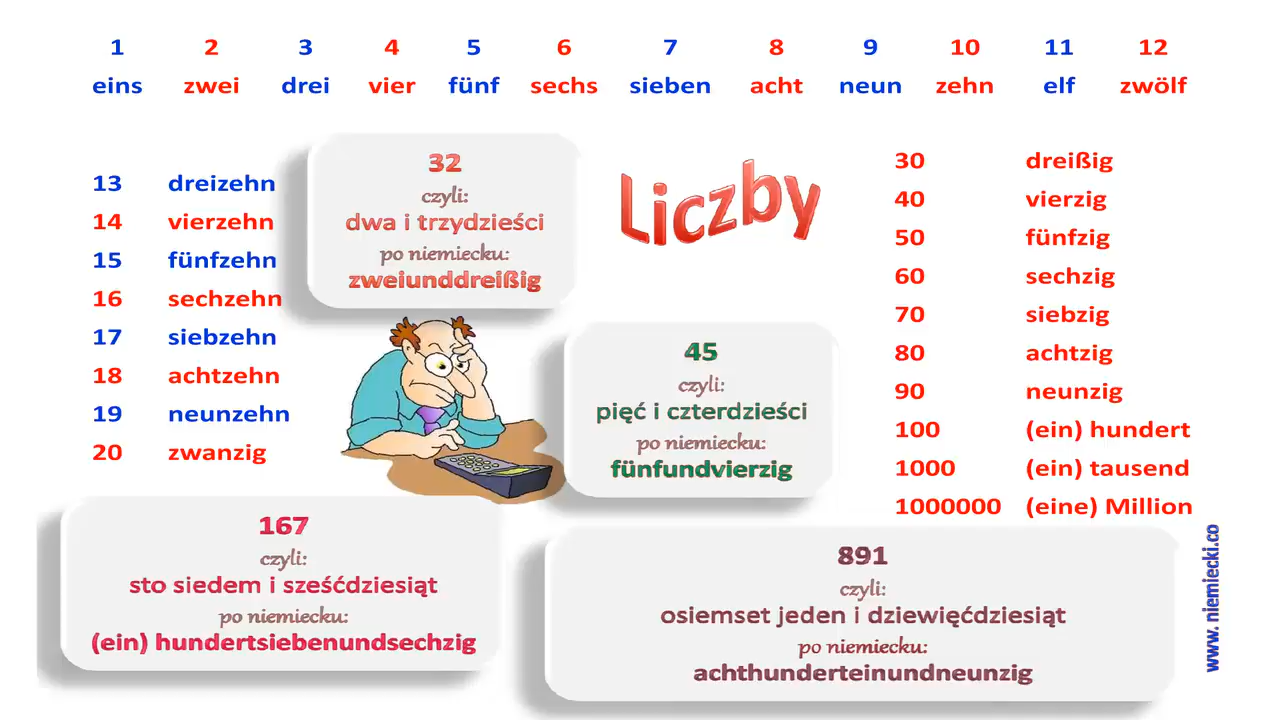 1 2 3 4 5 6 7 8 9 10 11 12
eins zwei drei vier fünf sechs sieben acht neun zehn elf zwölf
13 dreizehn
14 vierzehn
15 fünfzehn
16 sechzehn
17 siebzehn
18 achtzehn
19 neunzehn
20 zwanzig
32
czyli:
dwa i trzydzieści
po niemiecku:
zweiunddreißig
Liczby
30 dreißig
40 vierzig
50 fünfzig
60 sechzig
70 siebzig
80 achtzig
90 neunzig
100 (ein) hundert
1000 (ein) tausend
1000000 (eine) Million
45
czyli:
pięć i czterdzieści
po niemiecku:
fünfundvierzig
167
czyli:
sto siedem i sześćdziesiąt
po niemiecku:
(ein) hundertsiebenundsechzig
891
czyli:
osiemset jeden i dziewięćdziesiąt
po niemiecku:
achthunderteinundneunzig
www. niemiecki.co